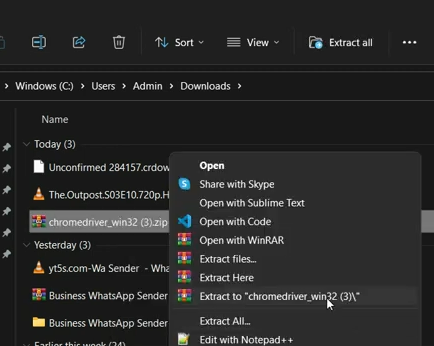 Sort
View
Extract all
Windows (C:) > Users > Admin > Downloads >
Name
Today (3)
Unconfirmed 284157.crdow
The.Outpost.S03E10.720p.H
chromedriver_win32 (3).zip
Yesterday (3)
yt5s.com-Wa Sender - Wha
Business WhatsApp Sender
Business WhatsApp Sender
Earlier this week (24)
Open
Share with Skype
Open with Sublime Text
Open with Code
Open with WinRAR
Extract files...
Extract Here
Extract to "chromedriver_win32 (3)\"
Extract All...
Edit with Notepad++